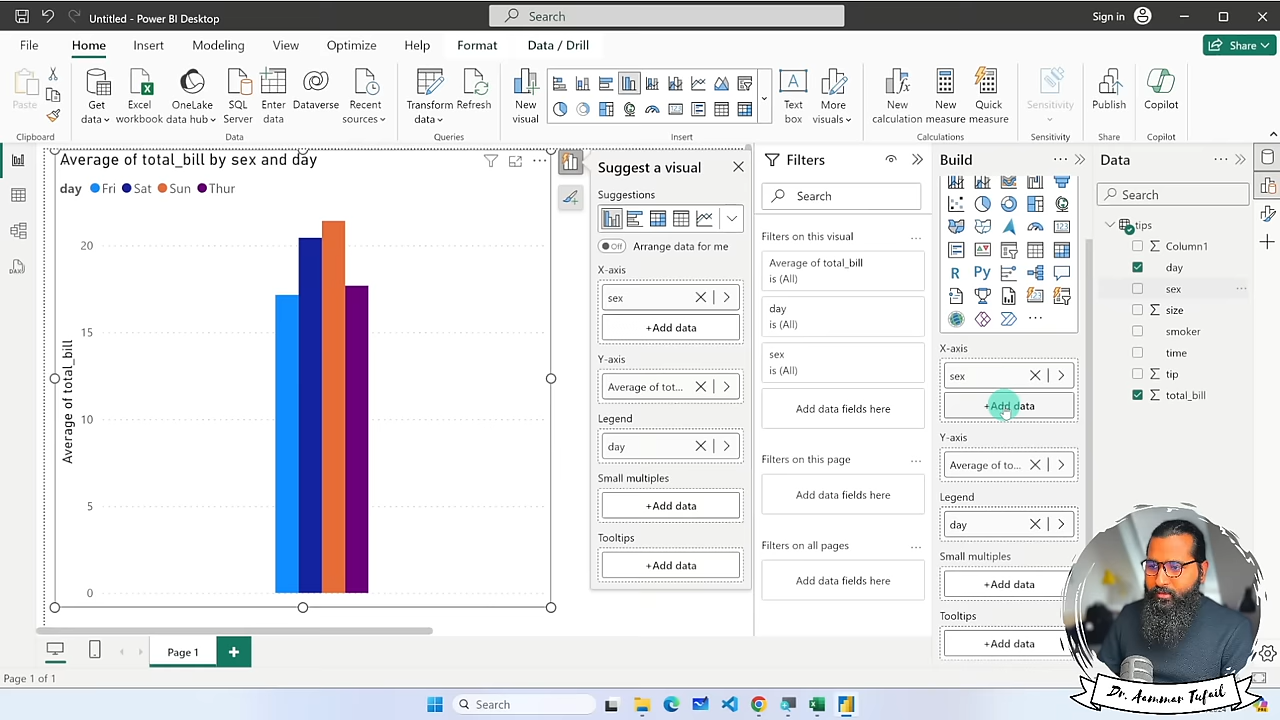 Untitled - Power BI Desktop
Search
Sign in
File
Home
Insert
Modeling
View
Optimize
Help
Format
Data / Drill
Share
Paste
Get data
Excel workbook
OneLake data hub
SQL Server
Enter data
Dataverse
Recent sources
Transform data
Refresh
New visual
Text box
More visuals
New calculation
New measure
Quick measure
Sensitivity
Publish
Copilot
Clipboard
Data
Queries
Insert
Calculations
Sensitivity
Share
Copilot
Average of total_bill by sex and day
day Fri Sat Sun Thur
20
15
10
5
0
Average of total_bill
Suggest a visual
Suggestions
Off
Arrange data for me
X-axis
sex
+Add data
Y-axis
Average of tot...
Legend
day
Small multiples
+Add data
Tooltips
+Add data
Filters
Search
Filters on this visual
Average of total_bill
is (All)
day
is (All)
sex
is (All)
Add data fields here
Filters on this page
Add data fields here
Filters on all pages
Add data fields here
Build
R
Py
X-axis
sex
+Add data
Y-axis
Average of to...
Legend
day
Small multiples
+Add data
Tooltips
+Add data
Data
Search
tips
Column1
day
sex
size
smoker
time
tip
total_bill
Page 1
Page 1 of 1
Search
Dr. Aammar Tufail